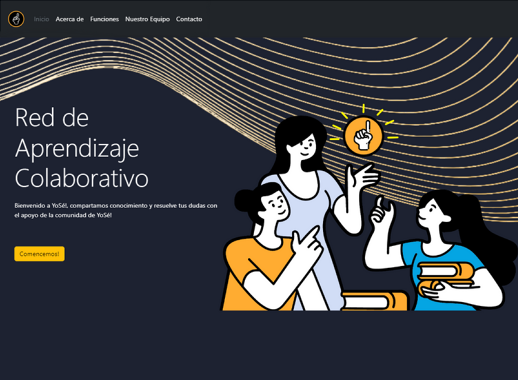 Inicio Acerca de Funciones Nuestro Equipo Contacto
Red de
Aprendizaje
Colaborativo
Bienvenido a YoSé!, compartamos conocimiento y resuelve tus dudas con
el apoyo de la comunidad de YoSé!
Comencemos!